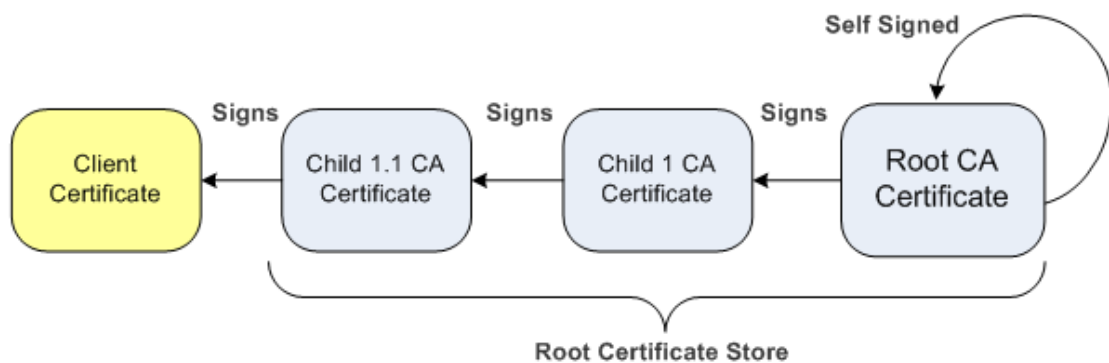 Self Signed
Signs
Signs
Signs
Client
Certificate
Child 1.1 CA
Certificate
Child 1 CA
Certificate
Root CA
Certificate
Root Certificate Store